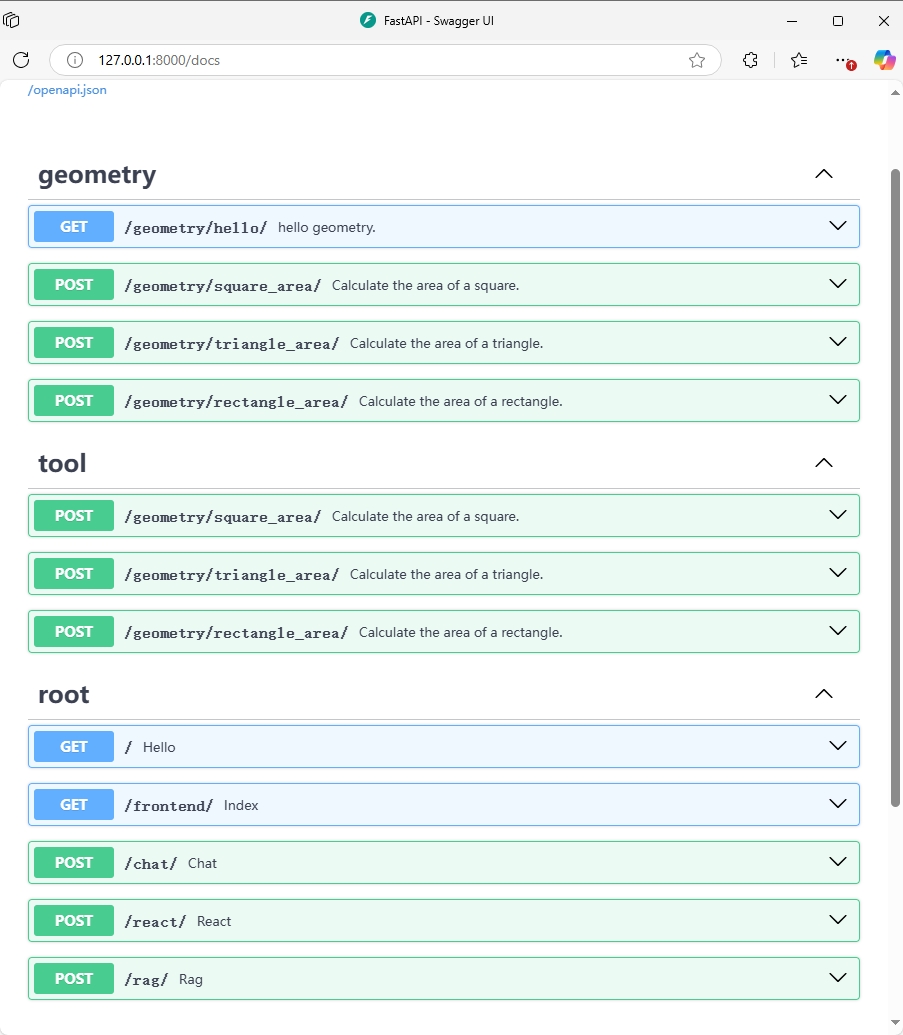 FastAPI - Swagger UI
127.0.0.1:8000/docs
/openapi.json
geometry
GET /geometry/hello/ hello geometry.
POST /geometry/square_area/ Calculate the area of a square.
POST /geometry/triangle_area/ Calculate the area of a triangle.
POST /geometry/rectangle_area/ Calculate the area of a rectangle.
tool
POST /geometry/square_area/ Calculate the area of a square.
POST /geometry/triangle_area/ Calculate the area of a triangle.
POST /geometry/rectangle_area/ Calculate the area of a rectangle.
root
GET / Hello
GET /frontend/ Index
POST /chat/ Chat
POST /react/ React
POST /rag/ Rag